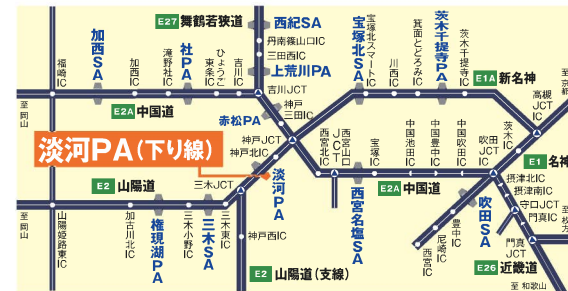 E27 舞鶴若狭道
西紀SA
丹南篠山口IC
三田西IC
上荒川PA
吉川JCT
福崎IC
加西SA
加西IC
滝野社IC
社PA
ひょうご東条IC
吉川IC
至 岡山
E2A 中国道
赤松PA
神戸三田IC
宝塚北SA
宝塚北スマートIC
川西IC
箕面とどろみIC
茨木千提寺PA
茨木千提寺IC
E1A 新名神
高槻JCT
IC
至 京都
神戸JCT
神戸北IC
淡河PA(下り線)
淡河PA
西宮北IC
西宮山口JCT
西宮名塩SA
宝塚IC
中国池田IC
中国豊中IC
中国吹田IC
吹田JCT
茨木IC
E1 名神
E2A 中国道
摂津北IC
摂津南IC
守口JCT
門真IC
門真JCT
至 枚方
吹田SA
豊中IC
尼崎IC
西宮IC
E26 近畿道
至 和歌山
E2 山陽道
三木JCT
至 岡山
山陽姫路東IC
加古川北IC
権現湖PA
三木小野IC
三木SA
三木東IC
神戸西IC
E2 山陽道(支線)